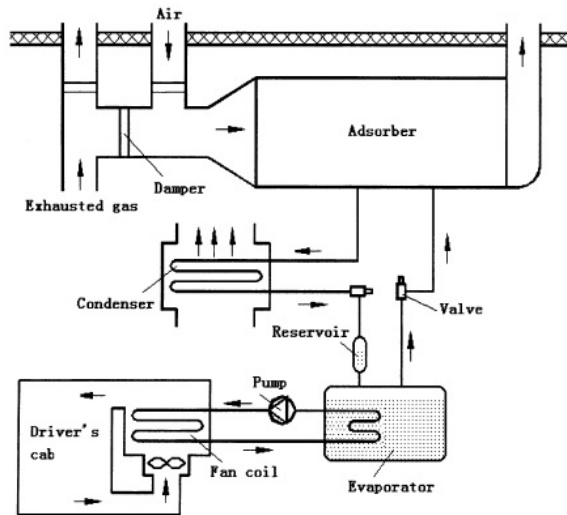 Air
Adsorber
Damper
Exhausted gas
Condenser
Valve
Reservoir
Pump
Driver's
cab
Fan coil
Evaporator